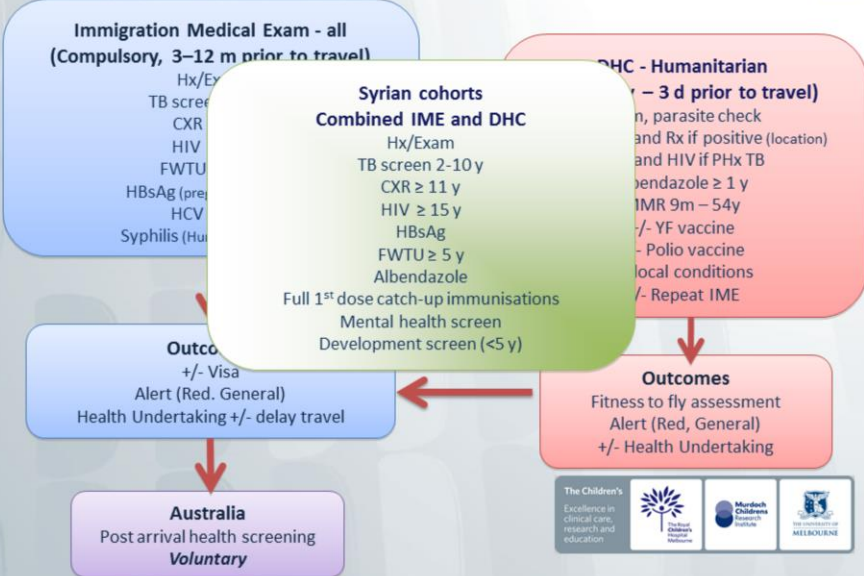 Immigration Medical Exam - all
(Compulsory, 3–12 m prior to travel)
Hx/Ex
TB scree
CXR
HIV
FWTU
HBsAg (preg
HCV
Syphilis (Hu
DHC - Humanitarian
– 3 d prior to travel)
, parasite check
and Rx if positive (location)
and HIV if PHx TB
bendazole ≥ 1 y
MMR 9m – 54y
-/- YF vaccine
- Polio vaccine
local conditions
/- Repeat IME
Syrian cohorts
Combined IME and DHC
Hx/Exam
TB screen 2-10 y
CXR ≥ 11 y
HIV ≥ 15 y
HBsAg
FWTU ≥ 5 y
Albendazole
Full 1st dose catch-up immunisations
Mental health screen
Development screen (<5 y)
Outco
+/- Visa
Alert (Red. General)
Health Undertaking +/- delay travel
Outcomes
Fitness to fly assessment
Alert (Red, General)
+/- Health Undertaking
Australia
Post arrival health screening
Voluntary
The Children's
Excellence in
clinical care,
research and
education
The Royal
Children's
Hospital
Melbourne
Murdoch
Childrens
Research
Institute
THE UNIVERSITY OF
MELBOURNE